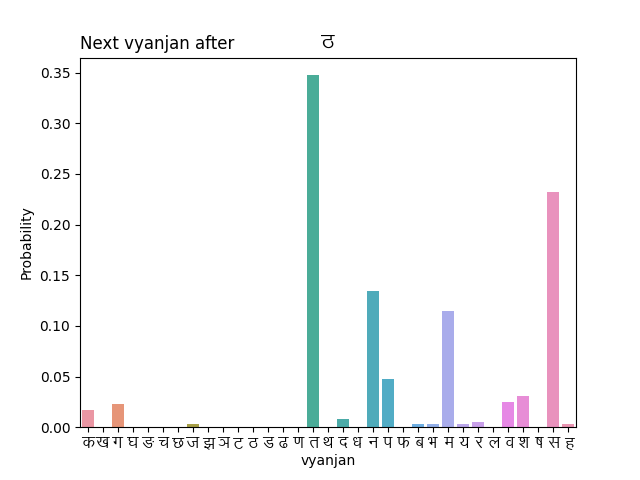 Next vyanjan after ठ
0.35
0.30
0.25
0.20
0.15
0.10
0.05
0.00
Probability
क ख ग घ ङ च छ ज झ ञ ट ठ ड ढ ण त थ द ध न प फ ब भ म य र ल व श ष स ह
vyanjan